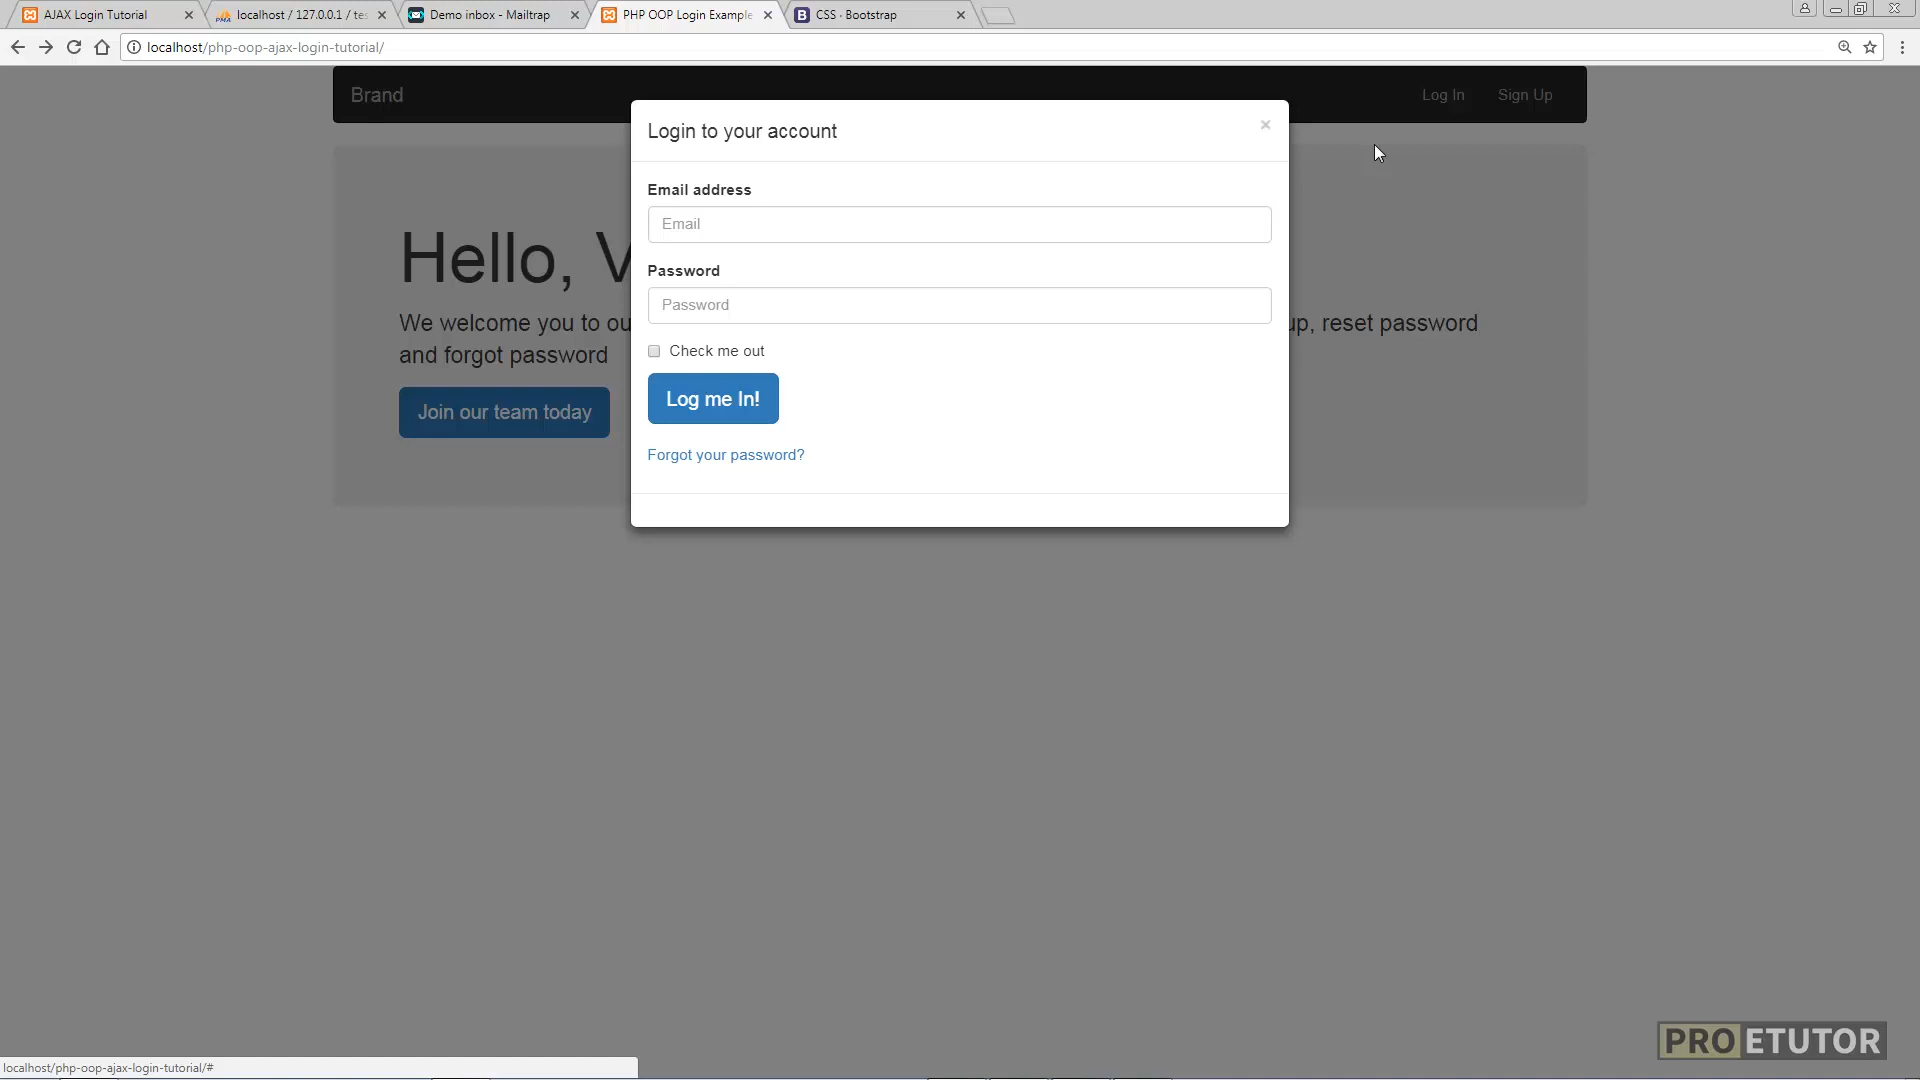 AJAX Login Tutorial
localhost / 127.0.0.1 / tes
Demo inbox - Mailtrap
PHP OOP Login Example
CSS · Bootstrap
localhost/php-oop-ajax-login-tutorial/
Brand
Log In
Sign Up
Login to your account
×
Email address
Email
Password
Password
Check me out
Log me In!
Forgot your password?
Hello, V
We welcome you to ou
up, reset password
and forgot password
Join our team today
PROETUTOR
localhost/php-oop-ajax-login-tutorial/#